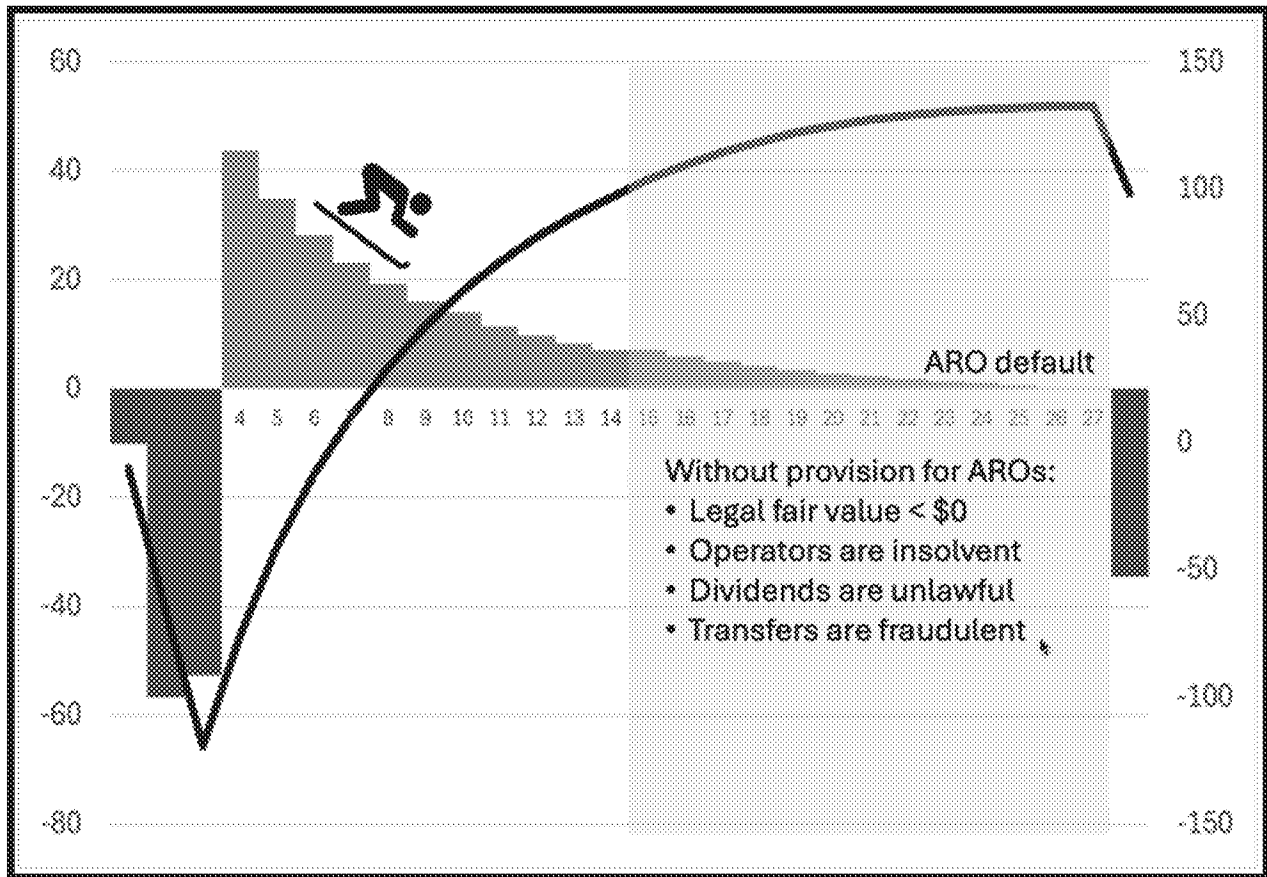 60
150
40
100
20
50
ARO default
0
4 5 6 8 9 10 11 12 13 14 15 16 17 18 19 20 21 22 23 24 25 26 27
0
Without provision for AROs:
-20
• Legal fair value < $0
• Operators are insolvent
-50
-40
• Dividends are unlawful
• Transfers are fraudulent
-60
-100
-80
-150